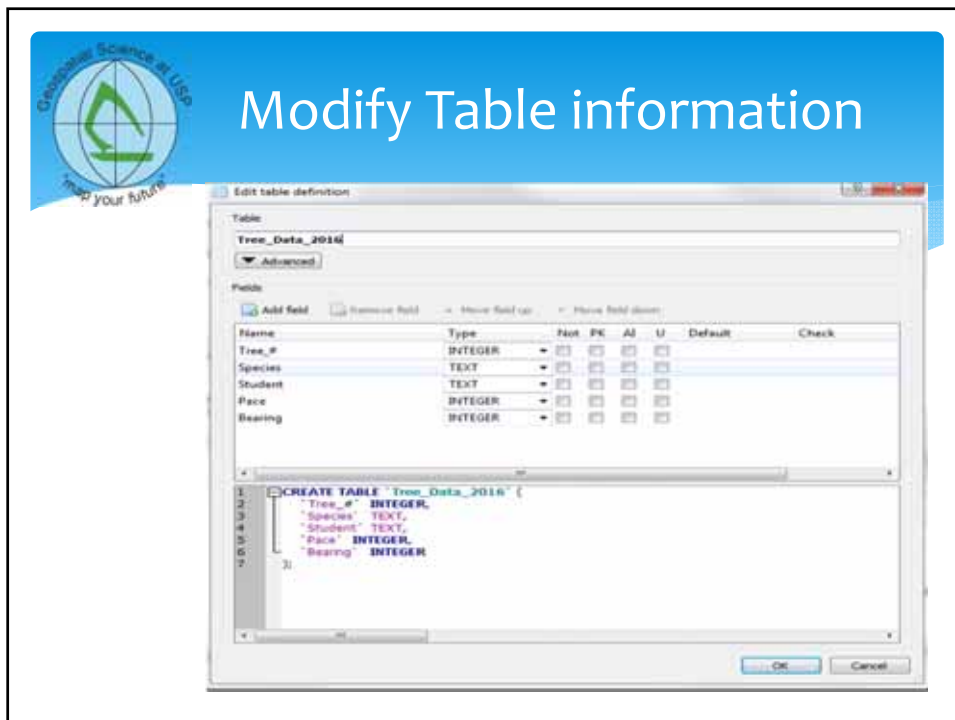 Geospatial Science at USP
"map your future"
Modify Table information
Edit table definition
Table
Tree_Data_2016
Advanced
Fields
Add field Remove field Move field up Move field down
Name Type Not PK AI U Default Check
Tree_# INTEGER
Species TEXT
Student TEXT
Pace INTEGER
Bearing INTEGER
1 CREATE TABLE `Tree_Data_2016` (
2 `Tree_#` INTEGER,
3 `Species` TEXT,
4 `Student` TEXT,
5 `Pace` INTEGER,
6 `Bearing` INTEGER
7 );
OK Cancel